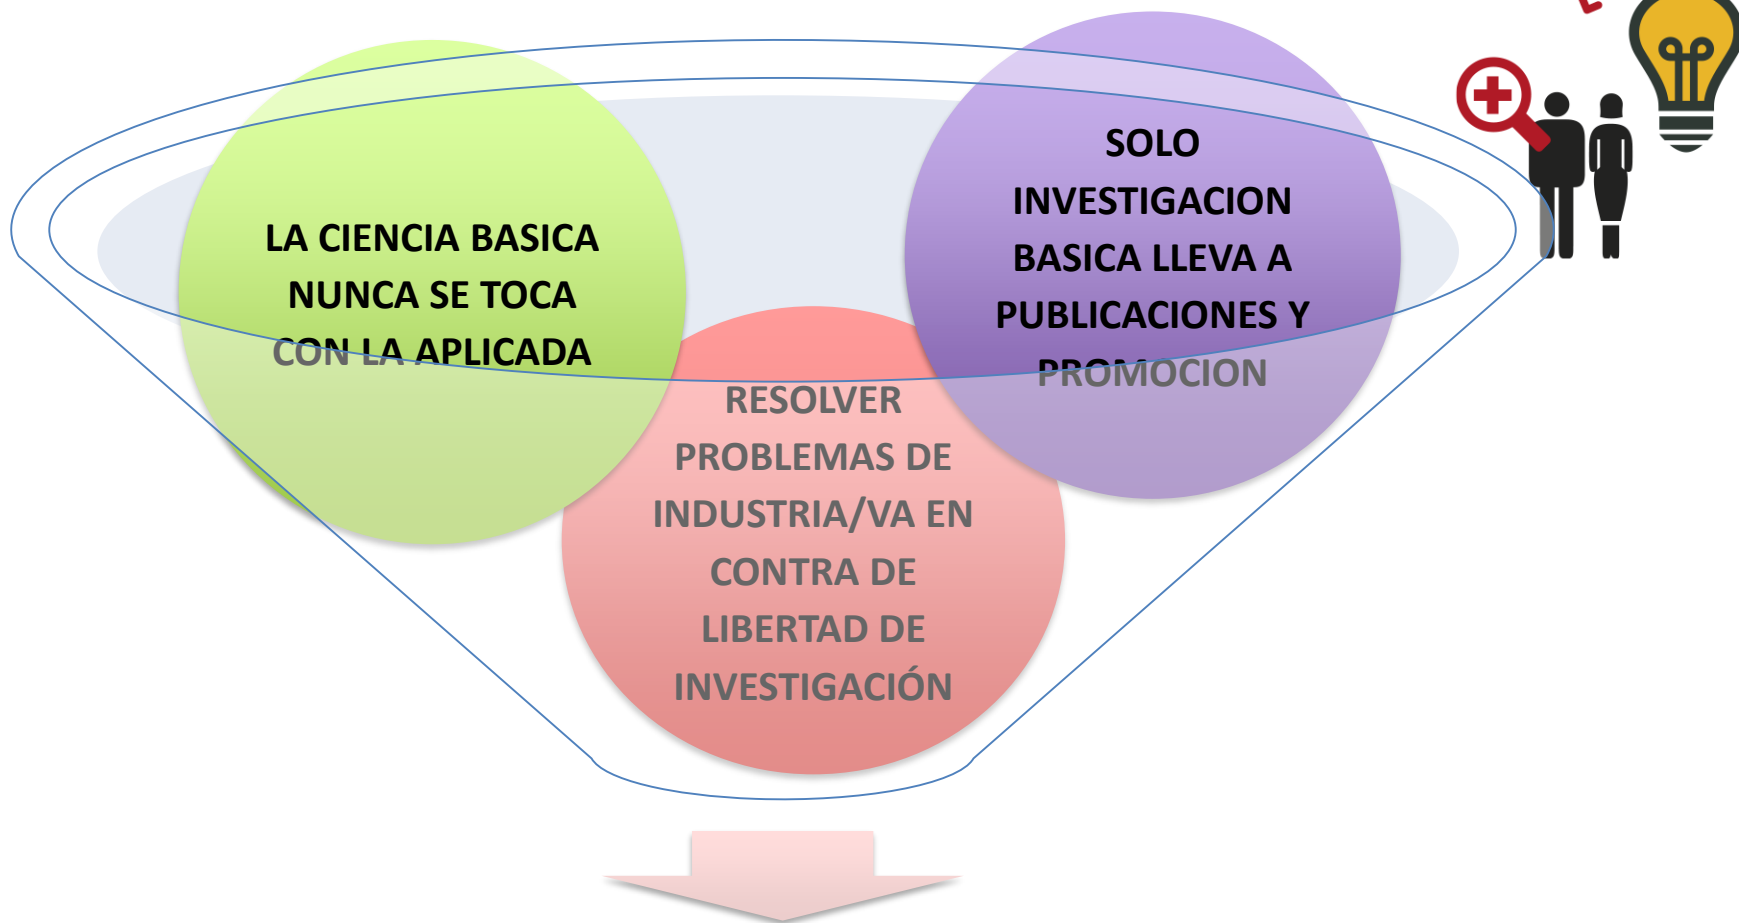 LA CIENCIA BASICA
NUNCA SE TOCA
CON LA APLICADA
SOLO
INVESTIGACION
BASICA LLEVA A
PUBLICACIONES Y
PROMOCION
RESOLVER
PROBLEMAS DE
INDUSTRIA/VA EN
CONTRA DE
LIBERTAD DE
INVESTIGACIÓN